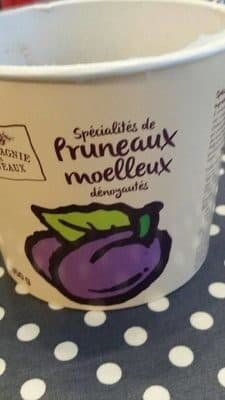 Spécialités de
Pruneaux
moelleux
dénoyautés